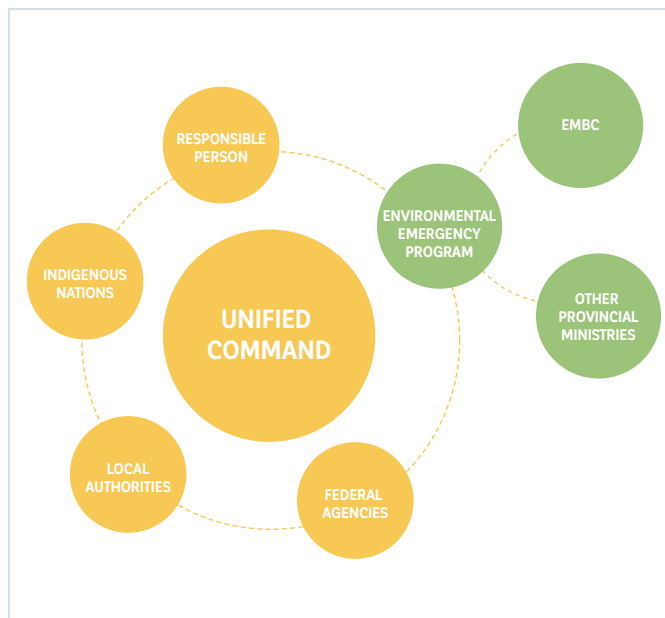 EMBC
RESPONSIBLE
PERSON
ENVIRONMENTAL
EMERGENCY
PROGRAM
INDIGENOUS
NATIONS
OTHER
PROVINCIAL
MINISTRIES
UNIFIED
COMMAND
LOCAL
AUTHORITIES
FEDERAL
AGENCIES